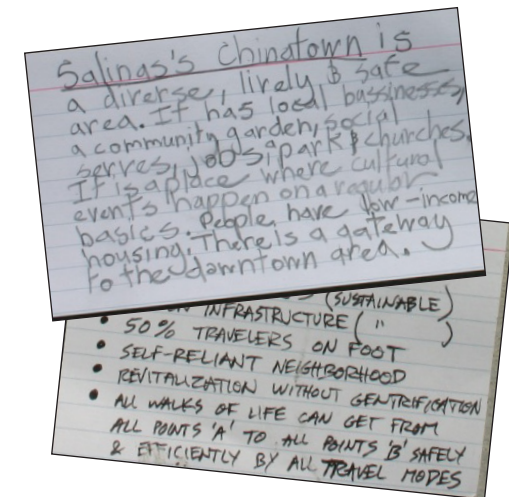 Salinas's Chinatown is
a diverse, lively & safe
area. It has local bussinesses,
a community garden, social
serves, jobs, a park & churches.
It is a place where cultural
events happen on a regular
basics. People have low-income
housing. There is a gateway
to the downtown area.
(SUSTAINABLE)
INFRASTRUCTURE ( " )
• 50% TRAVELERS ON FOOT
• SELF-RELIANT NEIGHBORHOOD
• REVITALIZATION WITHOUT GENTRIFICATION
• ALL WALKS OF LIFE CAN GET FROM
ALL POINTS 'A' TO ALL POINTS 'B' SAFELY
& EFFICIENTLY BY ALL TRAVEL MODES